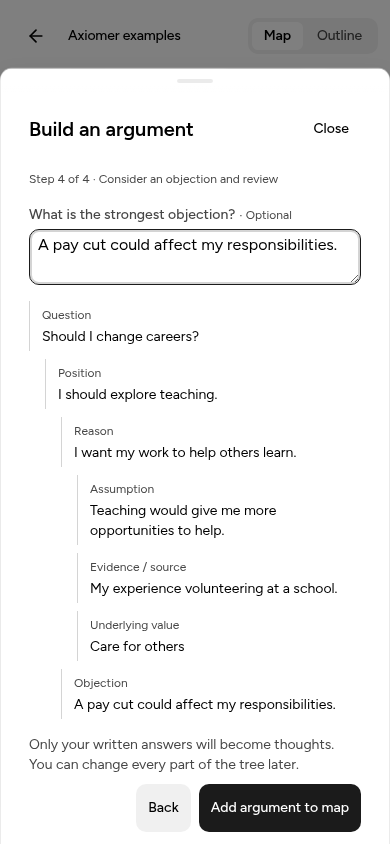 Axiomer examples
Map
Outline
Build an argument
Close
Step 4 of 4 · Consider an objection and review
What is the strongest objection? · Optional
A pay cut could affect my responsibilities.
Question
Should I change careers?
Position
I should explore teaching.
Reason
I want my work to help others learn.
Assumption
Teaching would give me more
opportunities to help.
Evidence / source
My experience volunteering at a school.
Underlying value
Care for others
Objection
A pay cut could affect my responsibilities.
Only your written answers will become thoughts.
You can change every part of the tree later.
Back
Add argument to map